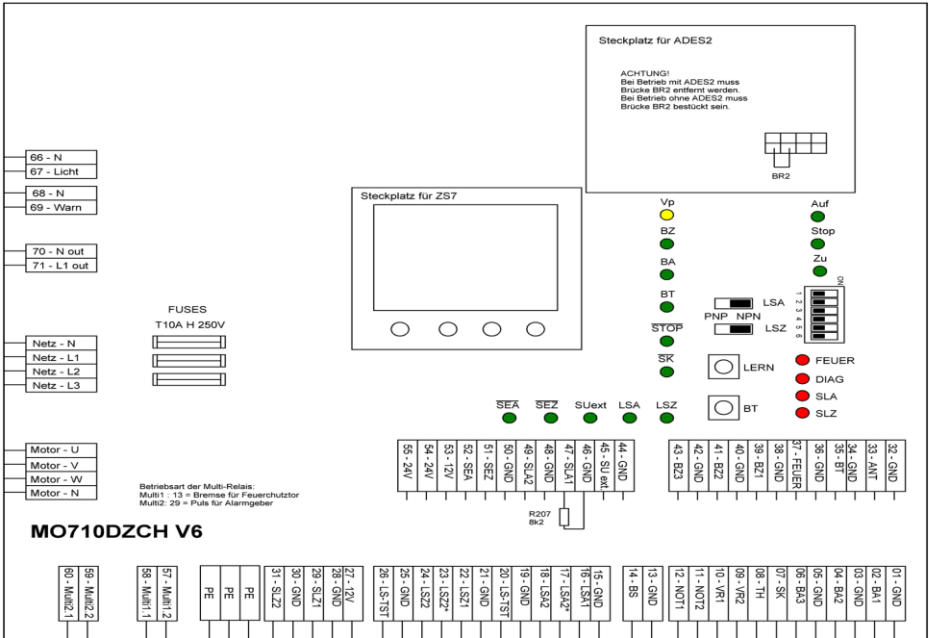 Steckplatz für ADES2
ACHTUNG!
Bei Betrieb mit ADES2 muss
Brücke BR2 entfernt werden.
Bei Betrieb ohne ADES2 muss
Brücke BR2 bestückt sein.
BR2
66 - N
67 - Licht
68 - N
69 - Warn
70 - N out
71 - L1 out
Steckplatz für ZS7
Vp
BZ
BA
BT
STOP
SK
Auf
Stop
Zu
ON
1
2
3
4
5
6
LSA
PNP NPN
LSZ
LERN
BT
FEUER
DIAG
SLA
SLZ
FUSES
T10A H 250V
Netz - N
Netz - L1
Netz - L2
Netz - L3
SEA
SEZ
SUext
LSA
LSZ
Motor - U
Motor - V
Motor - W
Motor - N
Betriebsart der Multi-Relais:
Multi1 : 13 = Bremse für Feuerchutztor
Multi2: 29 = Puls für Alarmgeber
55 - 24V
54 - 24V
53 - 12V
52 - SEA
51 - SEZ
50 - GND
49 - SLA2
48 - GND
47 - SLA1
46 - GND
45 - SU ext.
44 - GND
43 - BZ3
42 - GND
41 - BZ2
40 - GND
39 - BZ1
38 - GND
37 - FEUER
36 - GND
35 - BT
34 - GND
33 - ANT
32 - GND
R207
8k2
MO710DZCH V6
60 - Multi2.1
59 - Multi2.2
58 - Multi1.1
57 - Multi1.2
PE
PE
PE
31 - SLZ2
30 - GND
29 - SLZ1
28 - GND
27 - 12V
26 - LS-TST
25 - GND
24 - LSZ2
23 - LSZ2*
22 - LSZ1
21 - GND
20 - LS-TST
19 - GND
18 - LSA2
17 - LSA2*
16 - LSA1
15 - GND
14 - BS
13 - GND
12 - NOT1
11 - NOT2
10 - VR1
09 - VR2
08 - TH
07 - SK
06 - BA3
05 - GND
04 - BA2
03 - GND
02 - BA1
01 - GND